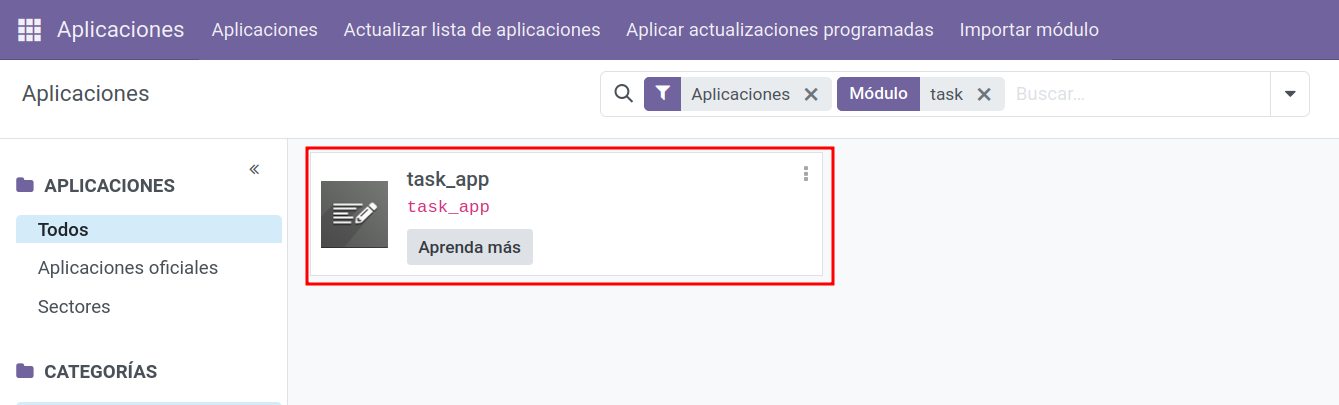 Aplicaciones Aplicaciones Actualizar lista de aplicaciones Aplicar actualizaciones programadas Importar módulo
Aplicaciones Aplicaciones Módulo task Buscar...
APLICACIONES
Todos
Aplicaciones oficiales
Sectores
CATEGORÍAS
task_app
task_app
Aprenda más